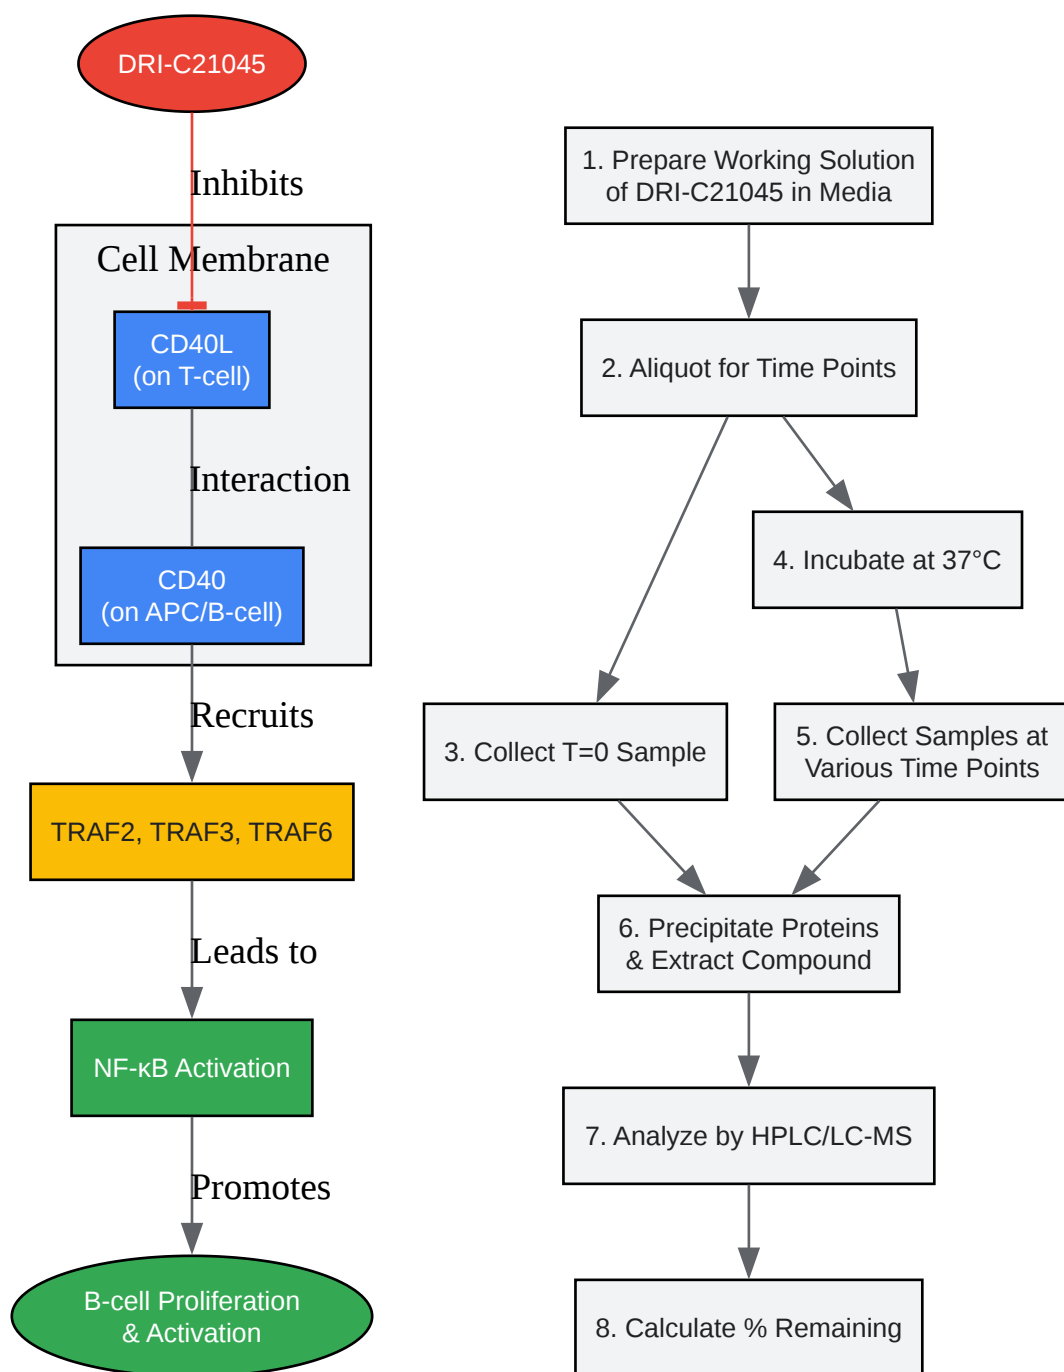 DRI-C21045
Inhibits
Cell Membrane
CD40L
(on T-cell)
Interaction
CD40
(on APC/B-cell)
Recruits
TRAF2, TRAF3, TRAF6
Leads to
NF-κB Activation
Promotes
B-cell Proliferation
& Activation
1. Prepare Working Solution
of DRI-C21045 in Media
2. Aliquot for Time Points
4. Incubate at 37°C
3. Collect T=0 Sample
5. Collect Samples at
Various Time Points
6. Precipitate Proteins
& Extract Compound
7. Analyze by HPLC/LC-MS
8. Calculate % Remaining